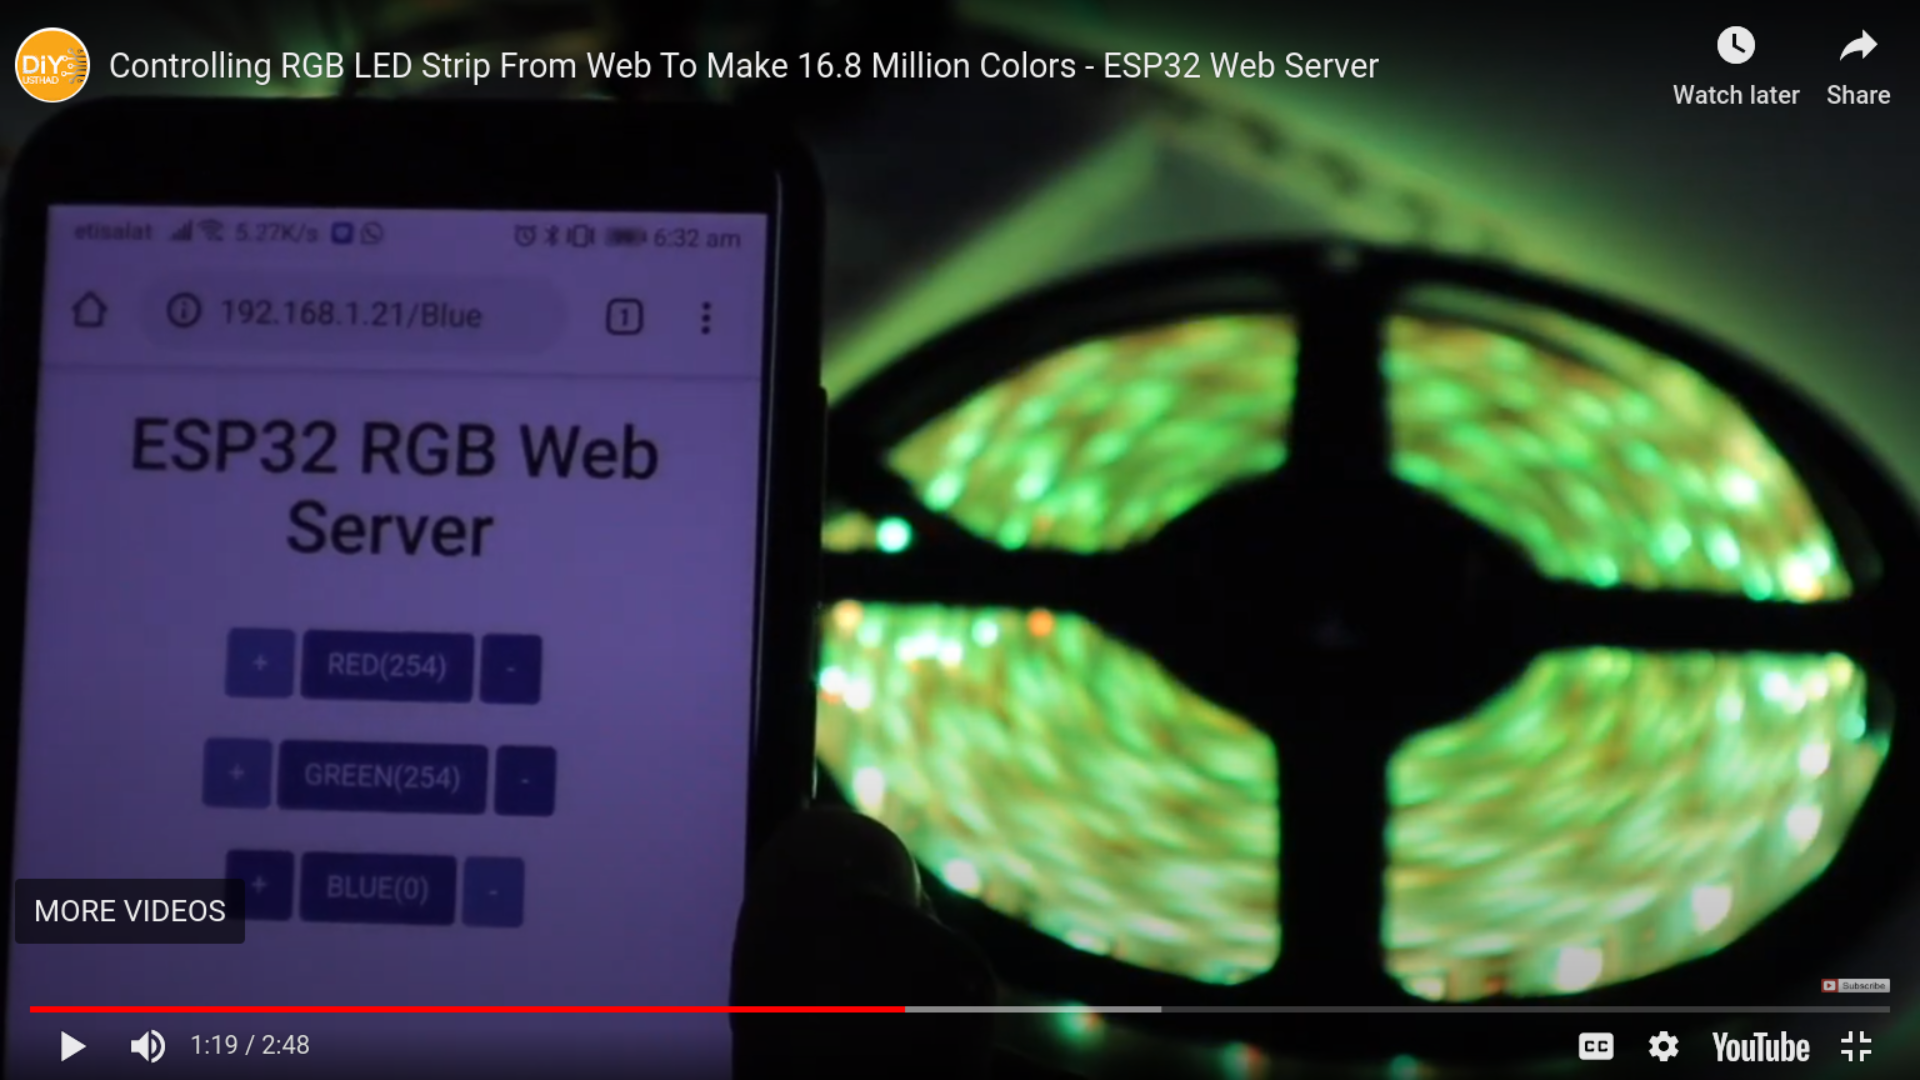 DIY
USTHAD
Controlling RGB LED Strip From Web To Make 16.8 Million Colors - ESP32 Web Server
Watch later
Share
etisalat 5.27K/s 6:32 am
192.168.1.21/Blue
1
ESP32 RGB Web
Server
+ RED(254) -
+ GREEN(254) -
+ BLUE(0) -
MORE VIDEOS
Subscribe
1:19 / 2:48
CC
YouTube